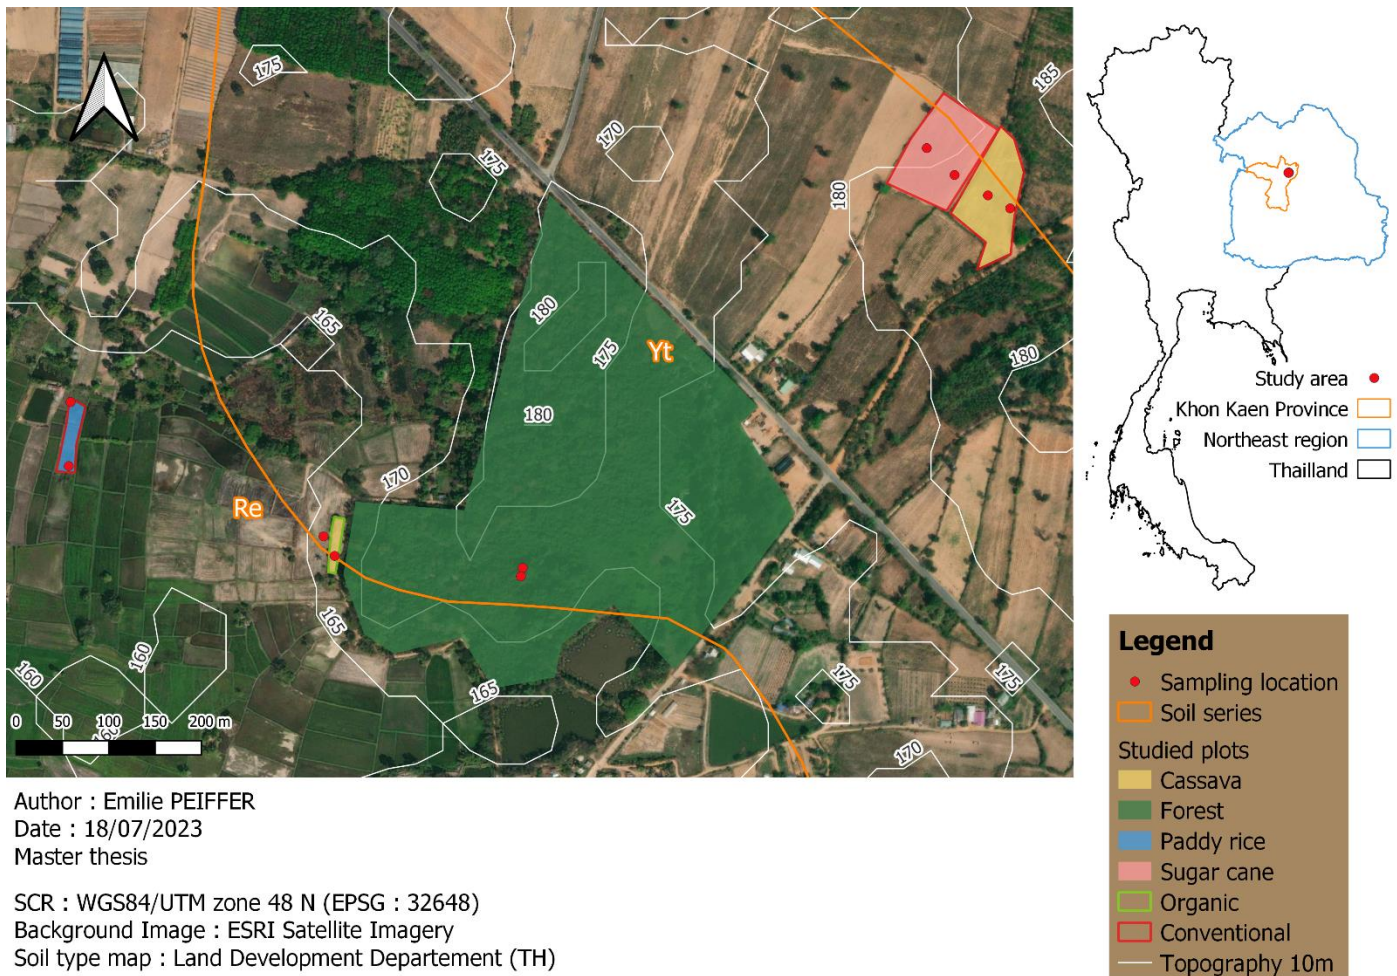 175
170
175
185
180
180
175
180
165
Yt
180
170
175
Re
165
160
160
160
165
175
175
170
0 50 100 150 200 m
Study area
Khon Kaen Province
Northeast region
Thailland
Legend
Sampling location
Soil series
Studied plots
Cassava
Forest
Paddy rice
Sugar cane
Organic
Conventional
Topography 10m
Author : Emilie PEIFFER
Date : 18/07/2023
Master thesis
SCR : WGS84/UTM zone 48 N (EPSG : 32648)
Background Image : ESRI Satellite Imagery
Soil type map : Land Development Departement (TH)